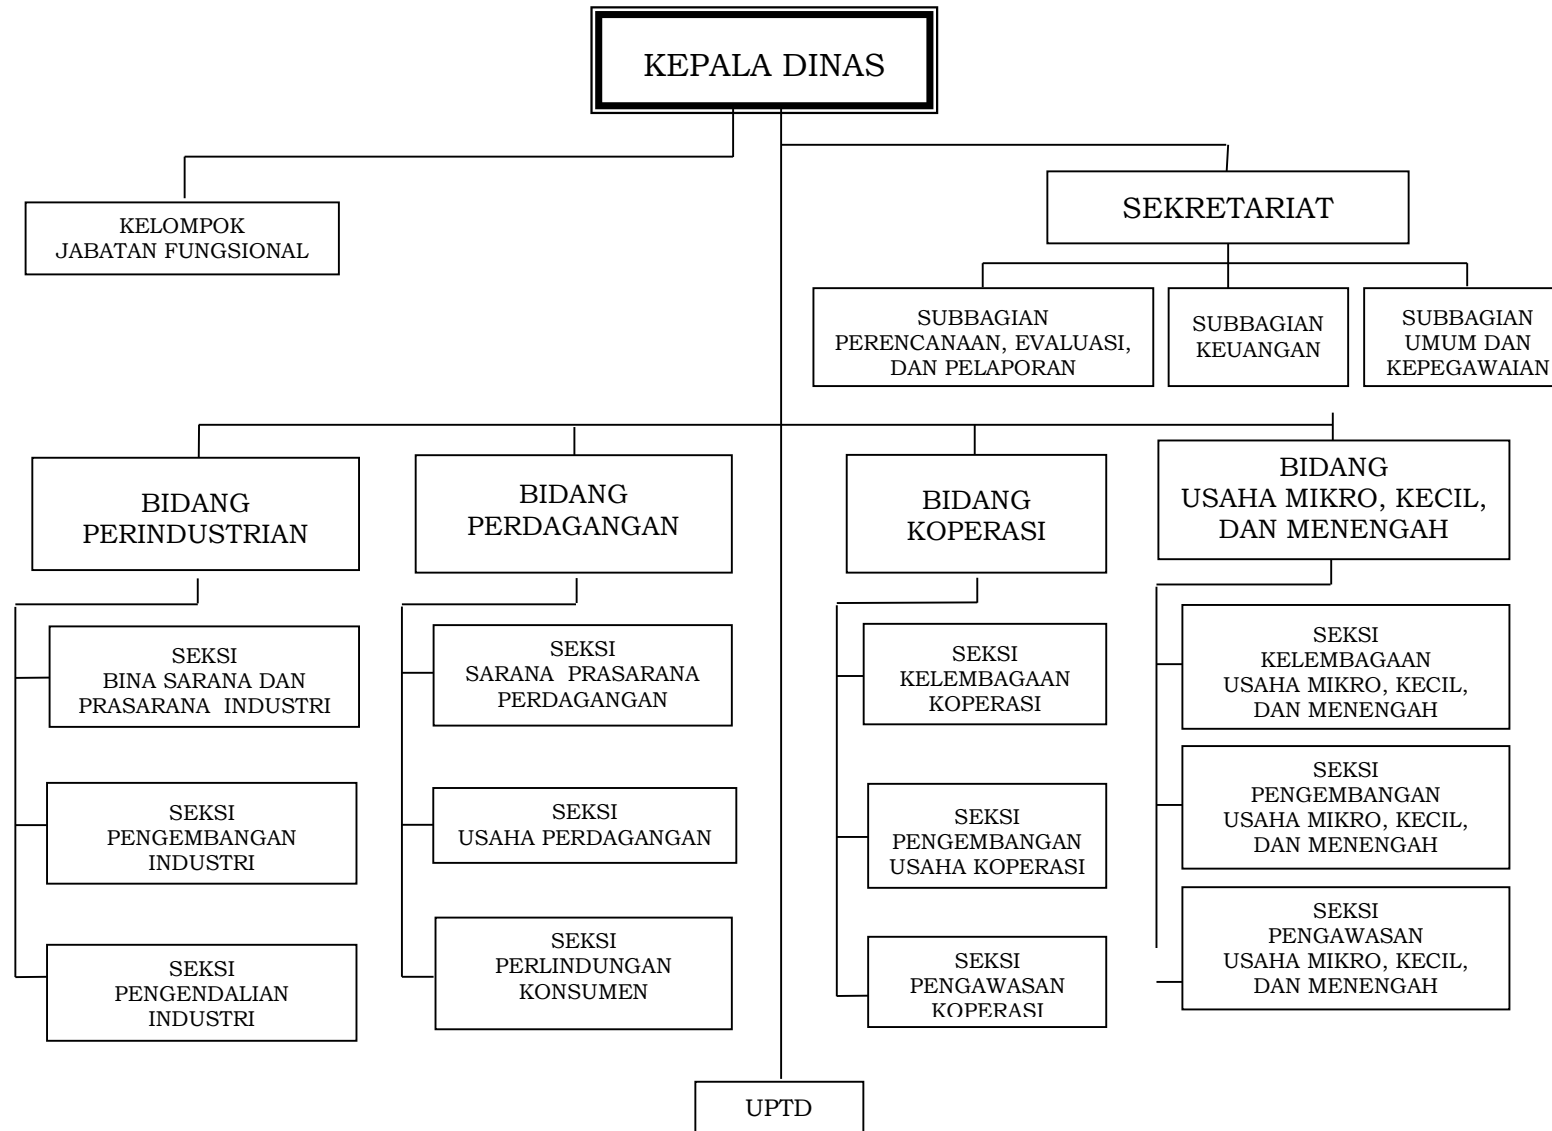 KEPALA DINAS
KELOMPOK
JABATAN FUNGSIONAL
SEKRETARIAT
SUBBAGIAN
PERENCANAAN, EVALUASI,
DAN PELAPORAN
SUBBAGIAN
KEUANGAN
SUBBAGIAN
UMUM DAN
KEPEGAWAIAN
BIDANG
PERINDUSTRIAN
BIDANG
PERDAGANGAN
BIDANG
KOPERASI
BIDANG
USAHA MIKRO, KECIL,
DAN MENENGAH
SEKSI
BINA SARANA DAN
PRASARANA INDUSTRI
SEKSI
PENGEMBANGAN
INDUSTRI
SEKSI
PENGENDALIAN
INDUSTRI
SEKSI
SARANA PRASARANA
PERDAGANGAN
SEKSI
USAHA PERDAGANGAN
SEKSI
PERLINDUNGAN
KONSUMEN
SEKSI
KELEMBAGAAN
KOPERASI
SEKSI
PENGEMBANGAN
USAHA KOPERASI
SEKSI
PENGAWASAN
KOPERASI
SEKSI
KELEMBAGAAN
USAHA MIKRO, KECIL,
DAN MENENGAH
SEKSI
PENGEMBANGAN
USAHA MIKRO, KECIL,
DAN MENENGAH
SEKSI
PENGAWASAN
USAHA MIKRO, KECIL,
DAN MENENGAH
UPTD